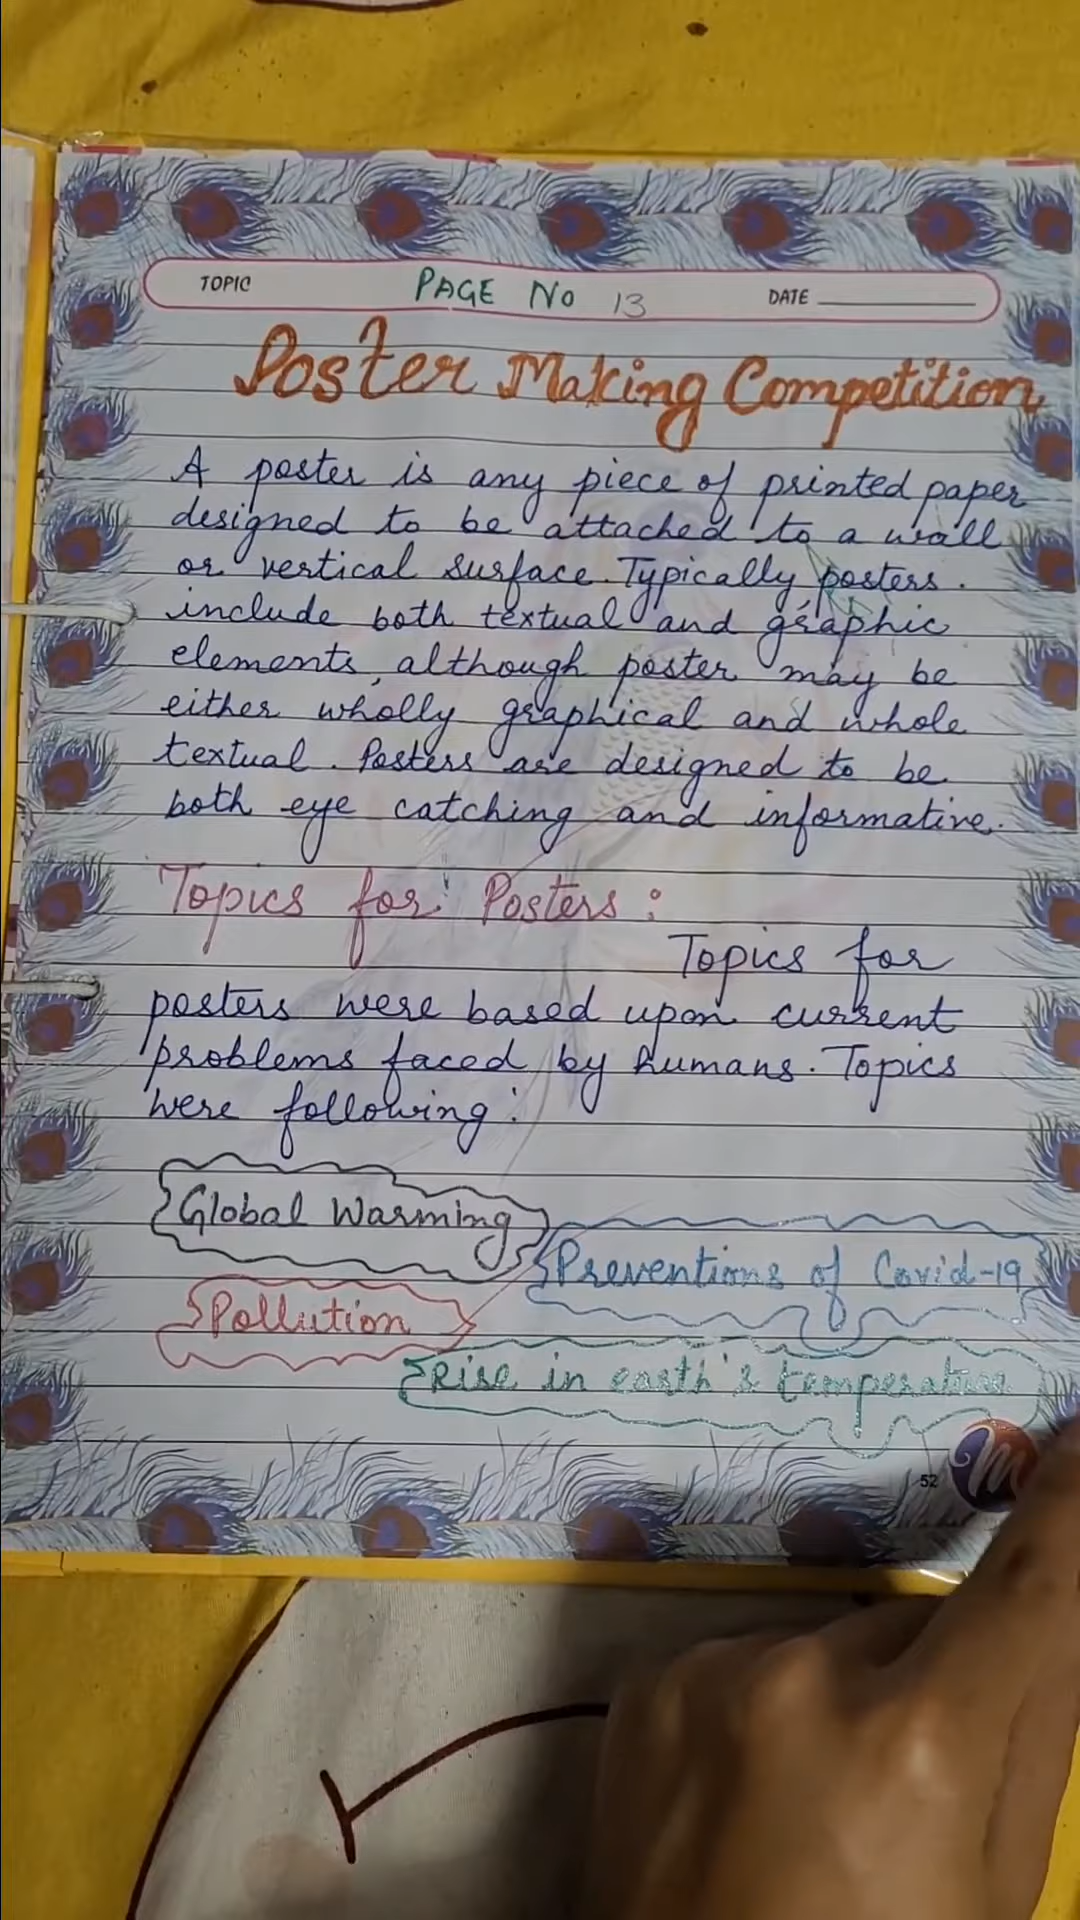 TOPIC PAGE NO 13 DATE
Poster Making Competition
A poster is any piece of printed paper
designed to be attached to a wall
or vertical surface. Typically posters.
include both textual and graphic
elements, although poster may be
either wholly graphical and whole
textual. Posters are designed to be
both eye catching and informative.
Topics for Posters :
Topics for
posters were based upon current
problems faced by humans. Topics
were following :
Global Warming
Preventions of Covid-19
Pollution
Rise in earth's temperature
52
M